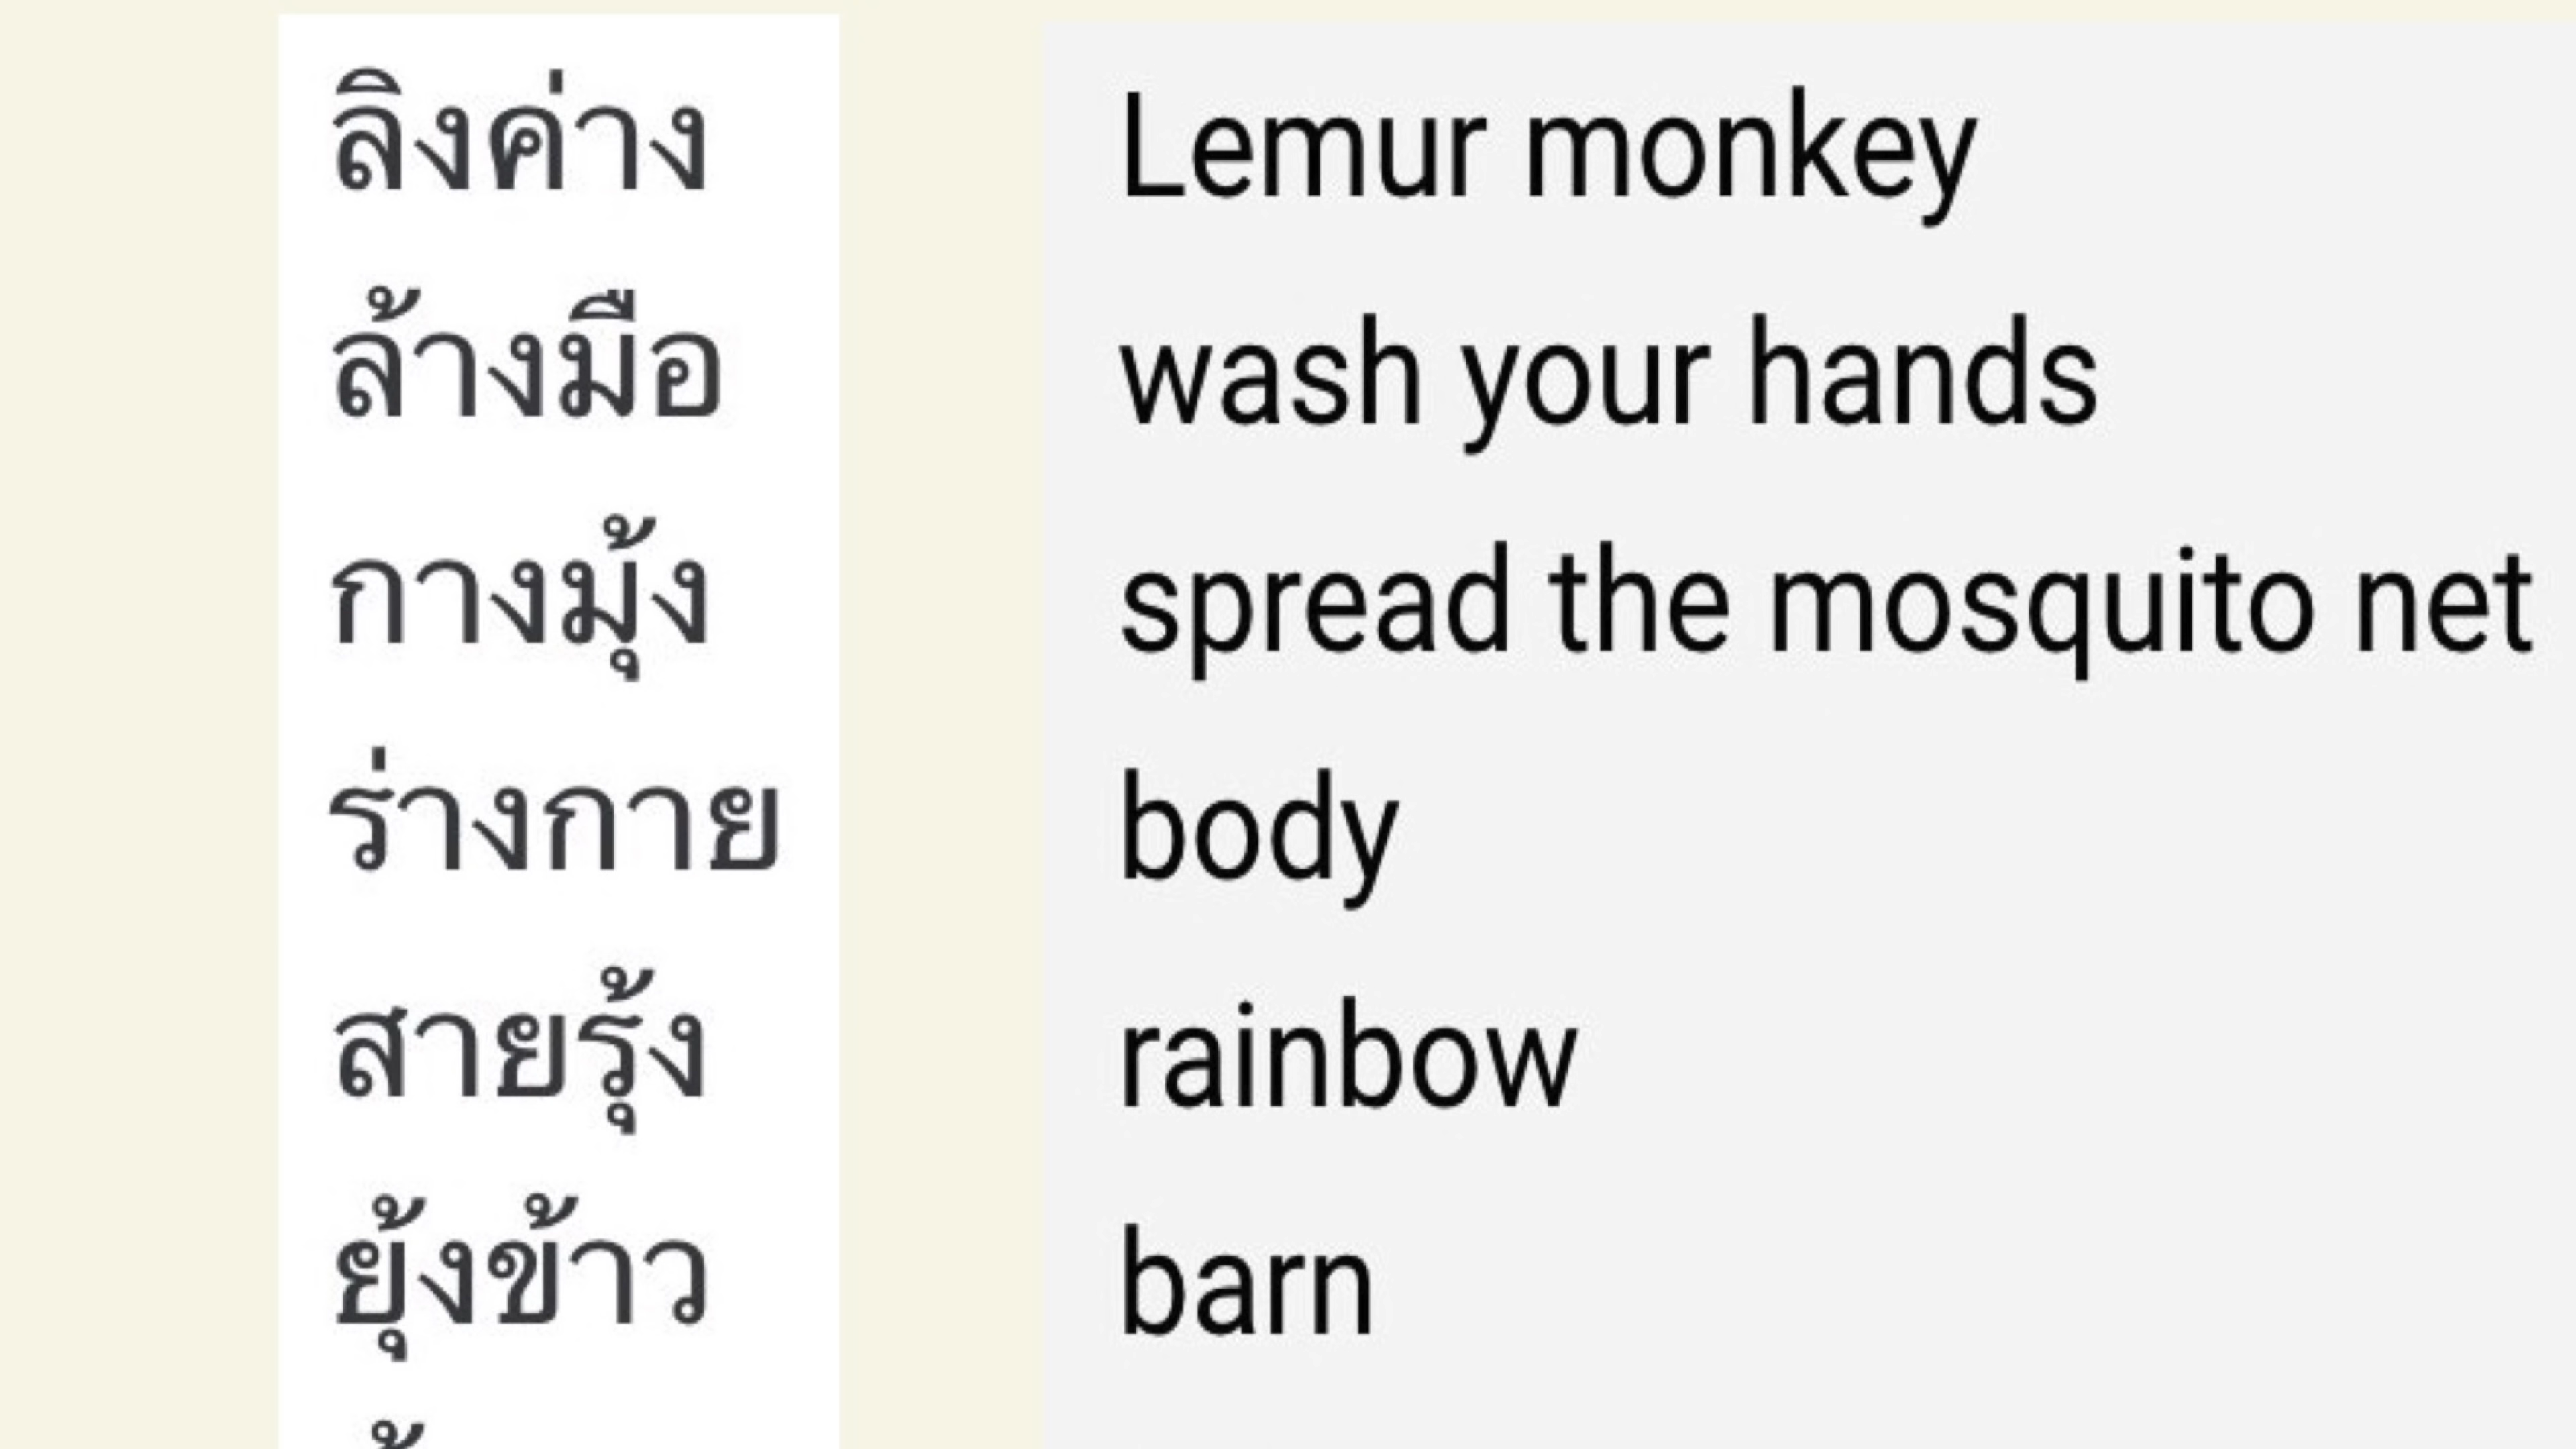 ลิงค่าง
ล้างมือ
กางมุ้ง
ร่างกาย
สายรุ้ง
ยุ้งข้าว
Lemur monkey
wash your hands
spread the mosquito net
body
rainbow
barn